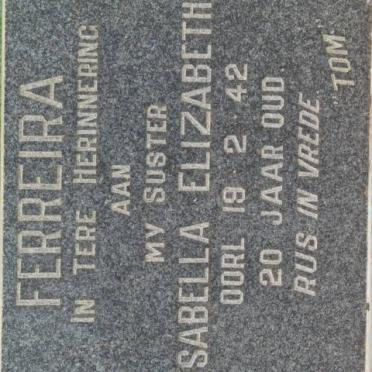 FERREIRA
IN TERE HERINNERING
AAN
MY SUSTER
SABELLA ELIZABETH
OORL 19 2 42
20 JAAR OUD
RUS IN VREDE
TOM